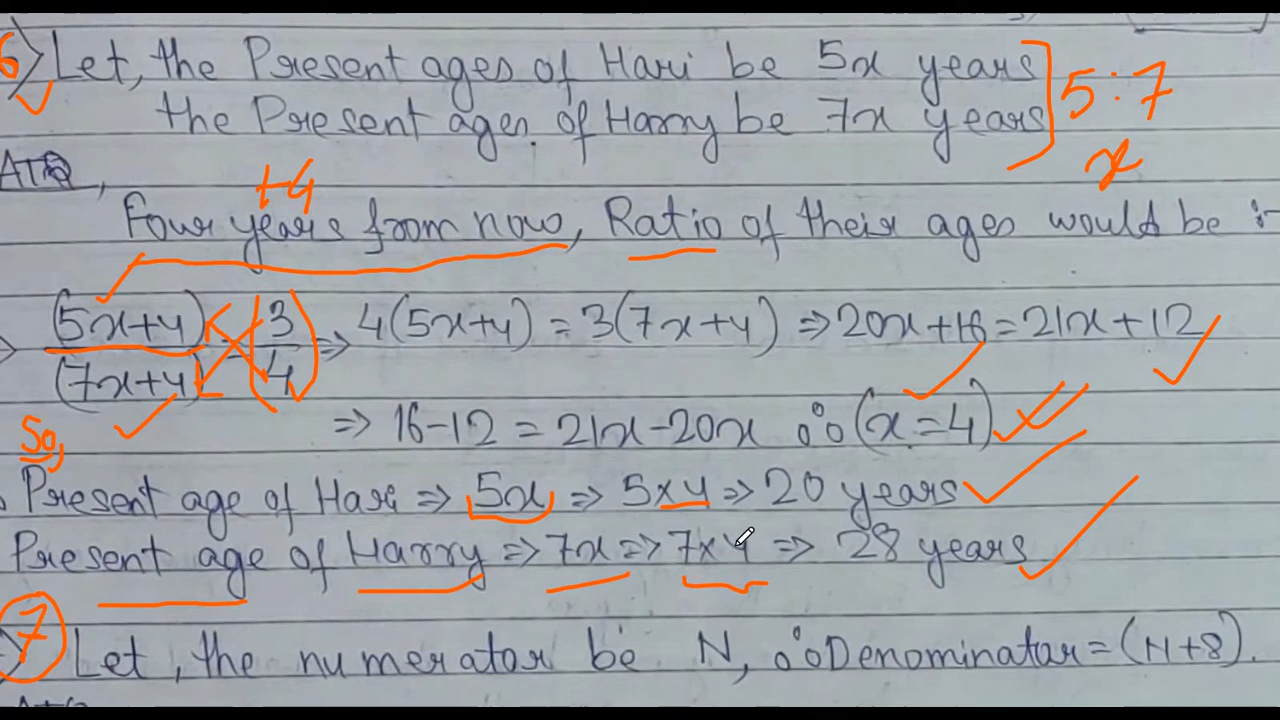 6) Let, the Present ages of Hari be 5x years
the Present ages of Harry be 7x years
5:7
x
ATQ,
+4
Four years from now, Ratio of their ages would be :-
(5x+4)/(7x+4) = (3/4) ⇒ 4(5x+4) = 3(7x+4) ⇒ 20x+16 = 21x+12
⇒ 16-12 = 21x-20x ∴ (x=4)
So,
Present age of Hari ⇒ 5x ⇒ 5×4 ⇒ 20 years
Present age of Harry ⇒ 7x ⇒ 7×4 ⇒ 28 years
7) Let, the numerator be N, ∴ Denominator = (N+8).